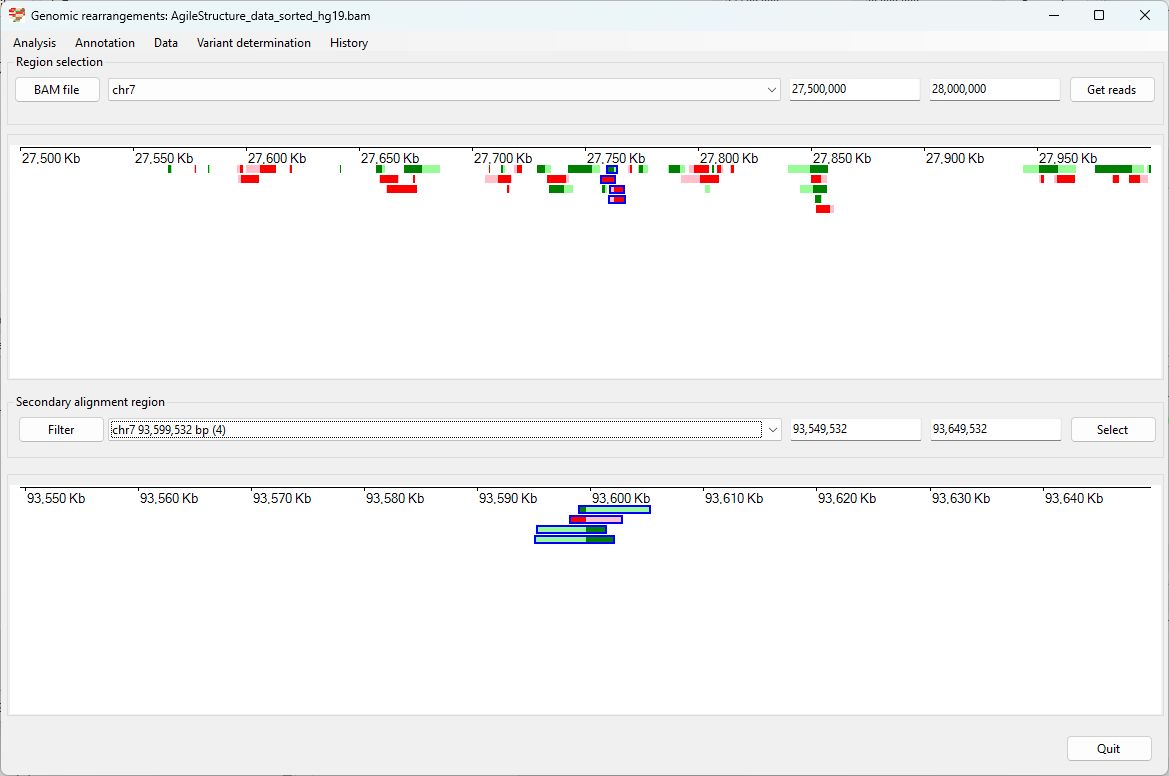 Genomic rearrangements: AgileStructure_data_sorted_hg19.bam
Analysis Annotation Data Variant determination History
Region selection
BAM file chr7 27,500,000 28,000,000 Get reads
27,500 Kb 27,550 Kb 27,600 Kb 27,650 Kb 27,700 Kb 27,750 Kb 27,800 Kb 27,850 Kb 27,900 Kb 27,950 Kb
Secondary alignment region
Filter chr7 93,599,532 bp (4) 93,549,532 93,649,532 Select
93,550 Kb 93,560 Kb 93,570 Kb 93,580 Kb 93,590 Kb 93,600 Kb 93,610 Kb 93,620 Kb 93,630 Kb 93,640 Kb
Quit